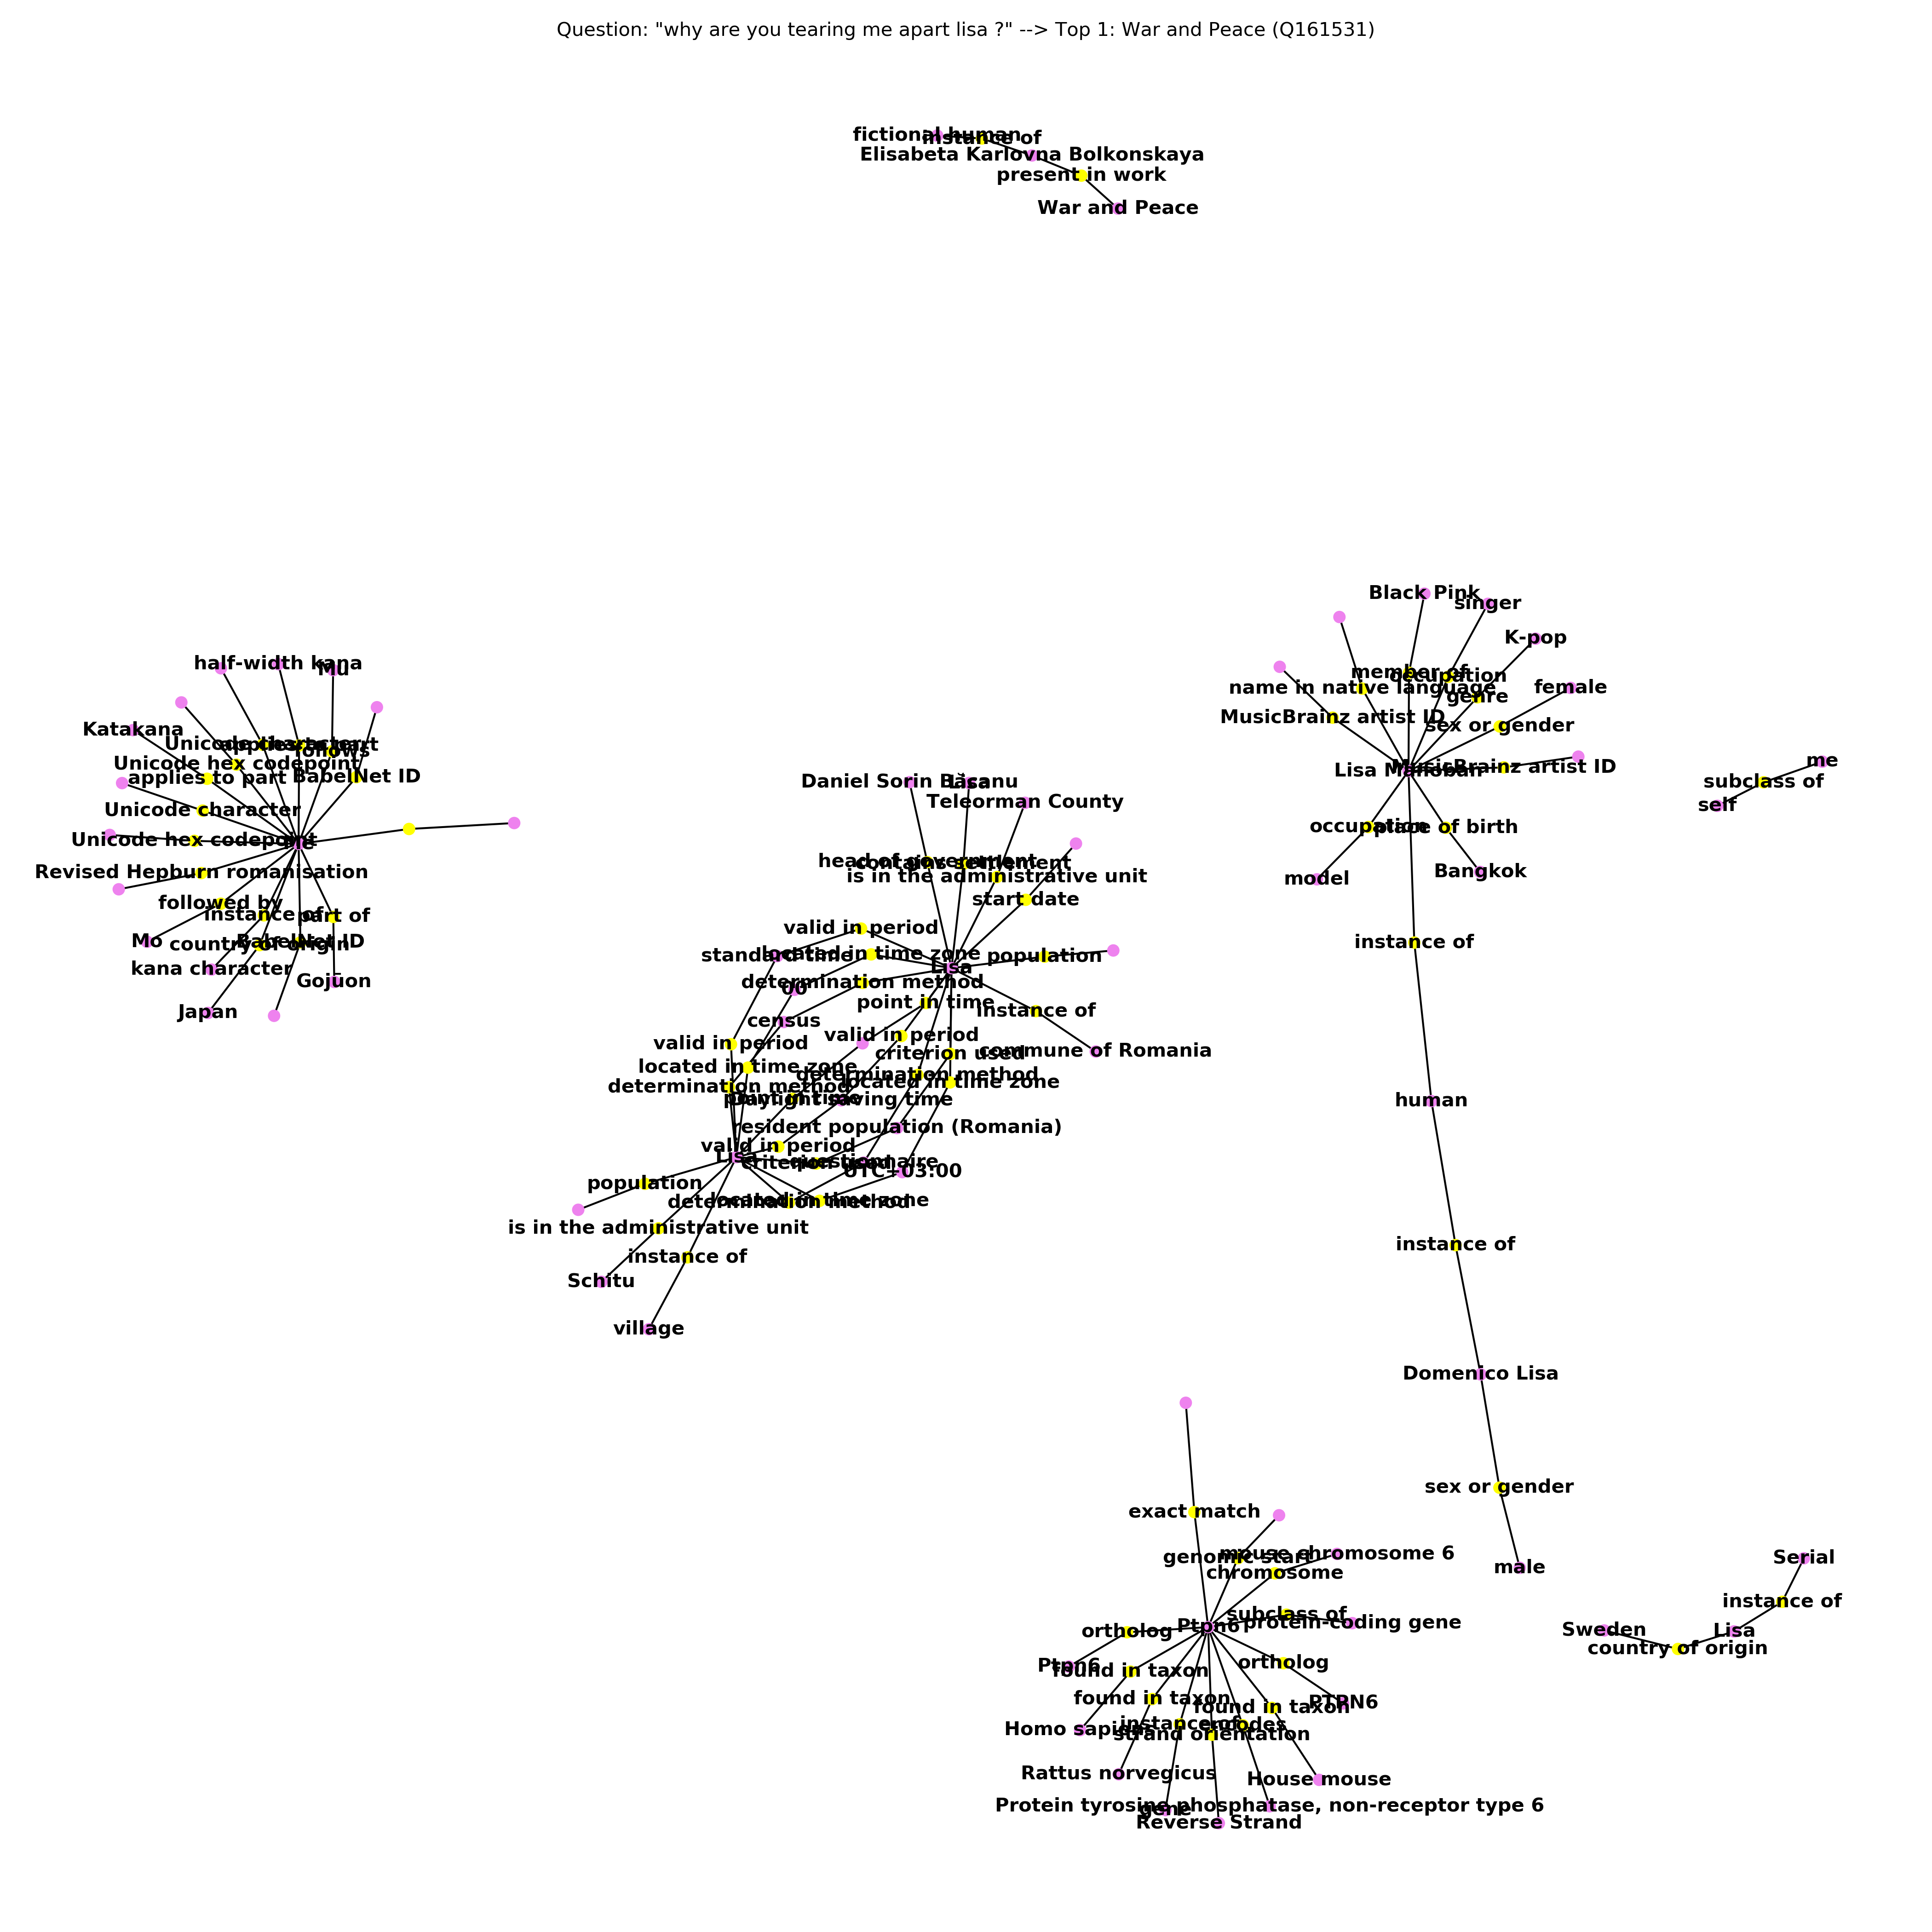 Question: "why are you tearing me apart lisa ?" --> Top 1: War and Peace (Q161531)
fictional human
instance of
Elisabeta Karlovna Bolkonskaya
present in work
War and Peace
Black Pink
singer
K-pop
member of
occupation
name in native language
genre
female
MusicBrainz artist ID
sex or gender
Lisa Manoban
MusicBrainz artist ID
occupation
place of birth
model
Bangkok
instance of
human
instance of
Domenico Lisa
sex or gender
male
me
subclass of
self
half-width kana
Mu
Katakana
Unicode character
applies to part
follows
Unicode hex codepoint
applies to part
BabelNet ID
Unicode character
Unicode hex codepoint
Me
Revised Hepburn romanisation
followed by
instance of
part of
Mo
country of origin
BabelNet ID
kana character
Gojūon
Japan
Lisa
Teleorman County
head of government
contains settlement
is in the administrative unit
start date
valid in period
standard time
located in time zone
Lisa
population
determination method
00
point in time
instance of
census
valid in period
valid in period
criterion used
commune of Romania
located in time zone
determination method
determination method
located in time zone
point in time
Daylight saving time
resident population (Romania)
valid in period
Lisa
criterion used
questionnaire
UTC+03:00
population
determination method
located in time zone
is in the administrative unit
instance of
Schitu
village
exact match
genomic start
mouse chromosome 6
chromosome
subclass of
protein-coding gene
ortholog
Ptpn6
Ptpn6
found in taxon
ortholog
found in taxon
found in taxon
PTPN6
Homo sapiens
instance of
encodes
strand orientation
Rattus norvegicus
House mouse
Protein tyrosine phosphatase, non-receptor type 6
gene
Reverse Strand
Serial
instance of
Sweden
Lisa
country of origin